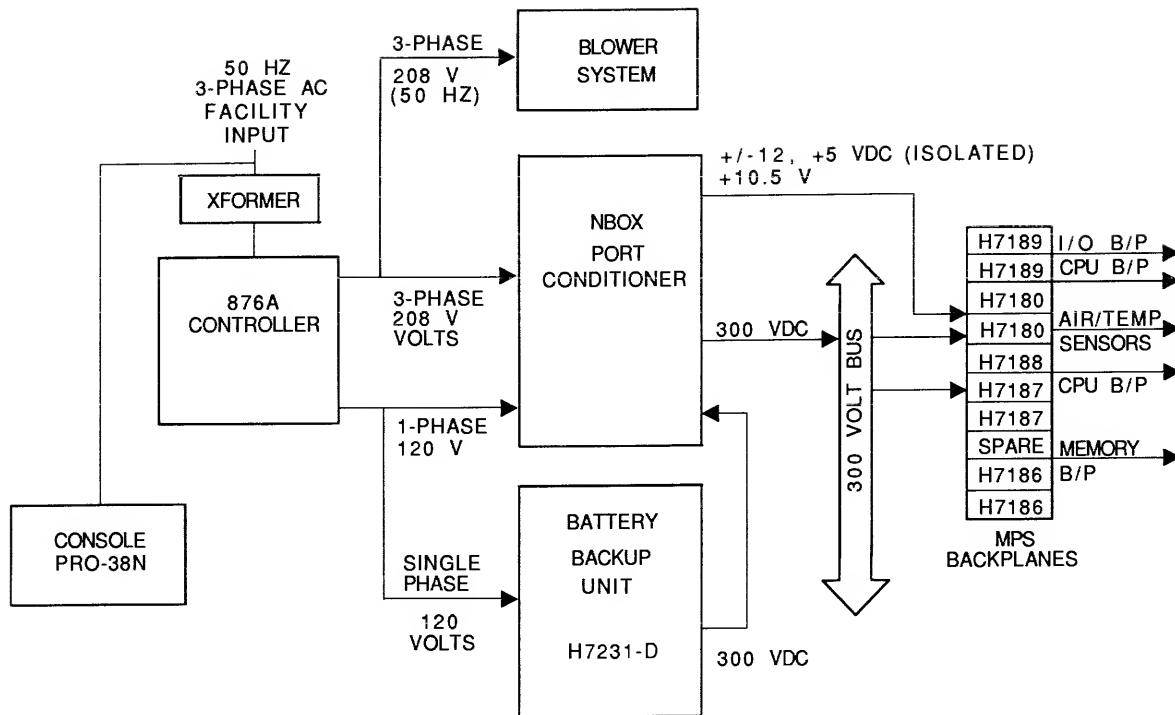 50 HZ
3-PHASE AC
FACILITY
INPUT
XFORMER
876A
CONTROLLER
CONSOLE
PRO-38N
3-PHASE
208 V
(50 HZ)
BLOWER
SYSTEM
3-PHASE
208 V
VOLTS
1-PHASE
120 V
SINGLE
PHASE
120
VOLTS
NBOX
PORT
CONDITIONER
BATTERY
BACKUP
UNIT
H7231-D
+/-12, +5 VDC (ISOLATED)
+10.5 V
300 VDC
300 VDC
300 VOLT BUS
H7189
H7189
H7180
H7180
H7188
H7187
H7187
SPARE
H7186
H7186
MPS
BACKPLANES
I/O B/P
CPU B/P
AIR/TEMP
SENSORS
CPU B/P
MEMORY
B/P